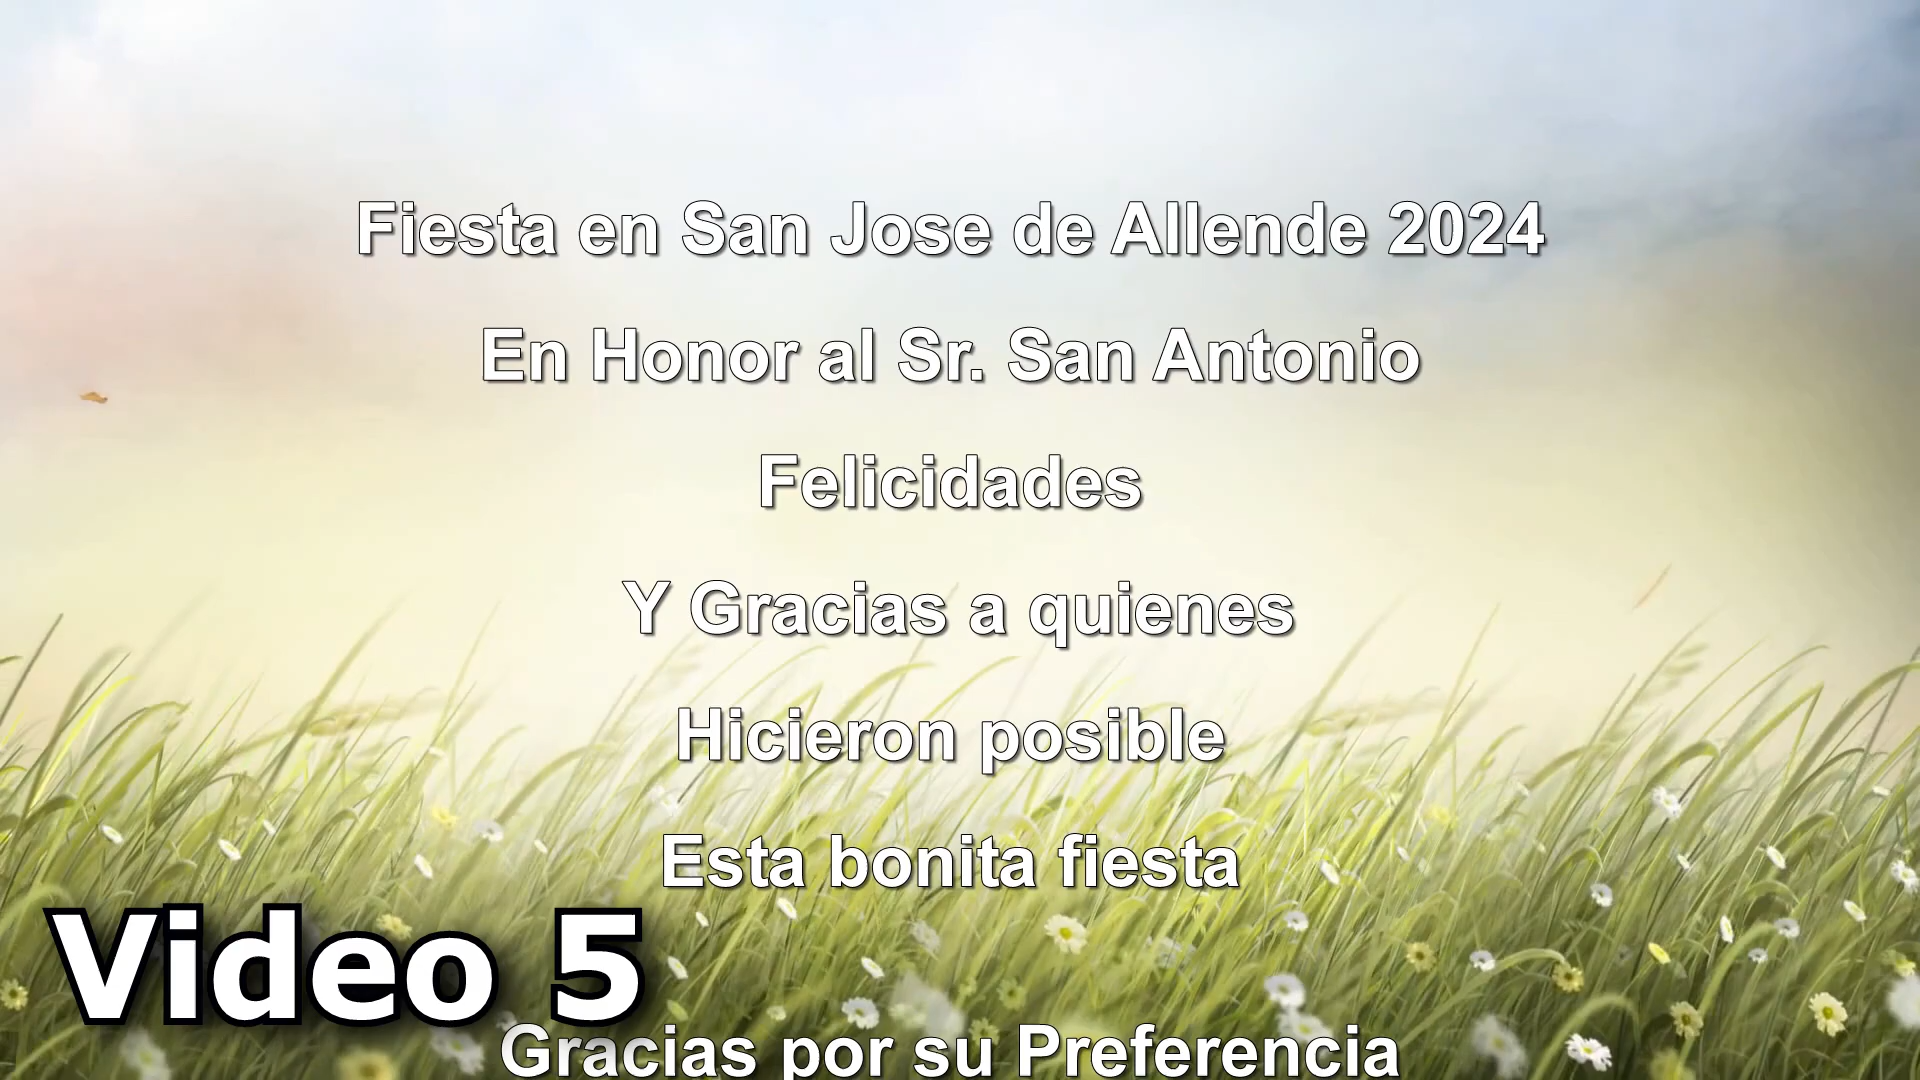 Fiesta en San Jose de Allende 2024
En Honor al Sr. San Antonio
Felicidades
Y Gracias a quienes
Hicieron posible
Esta bonita fiesta
Video 5
Gracias por su Preferencia